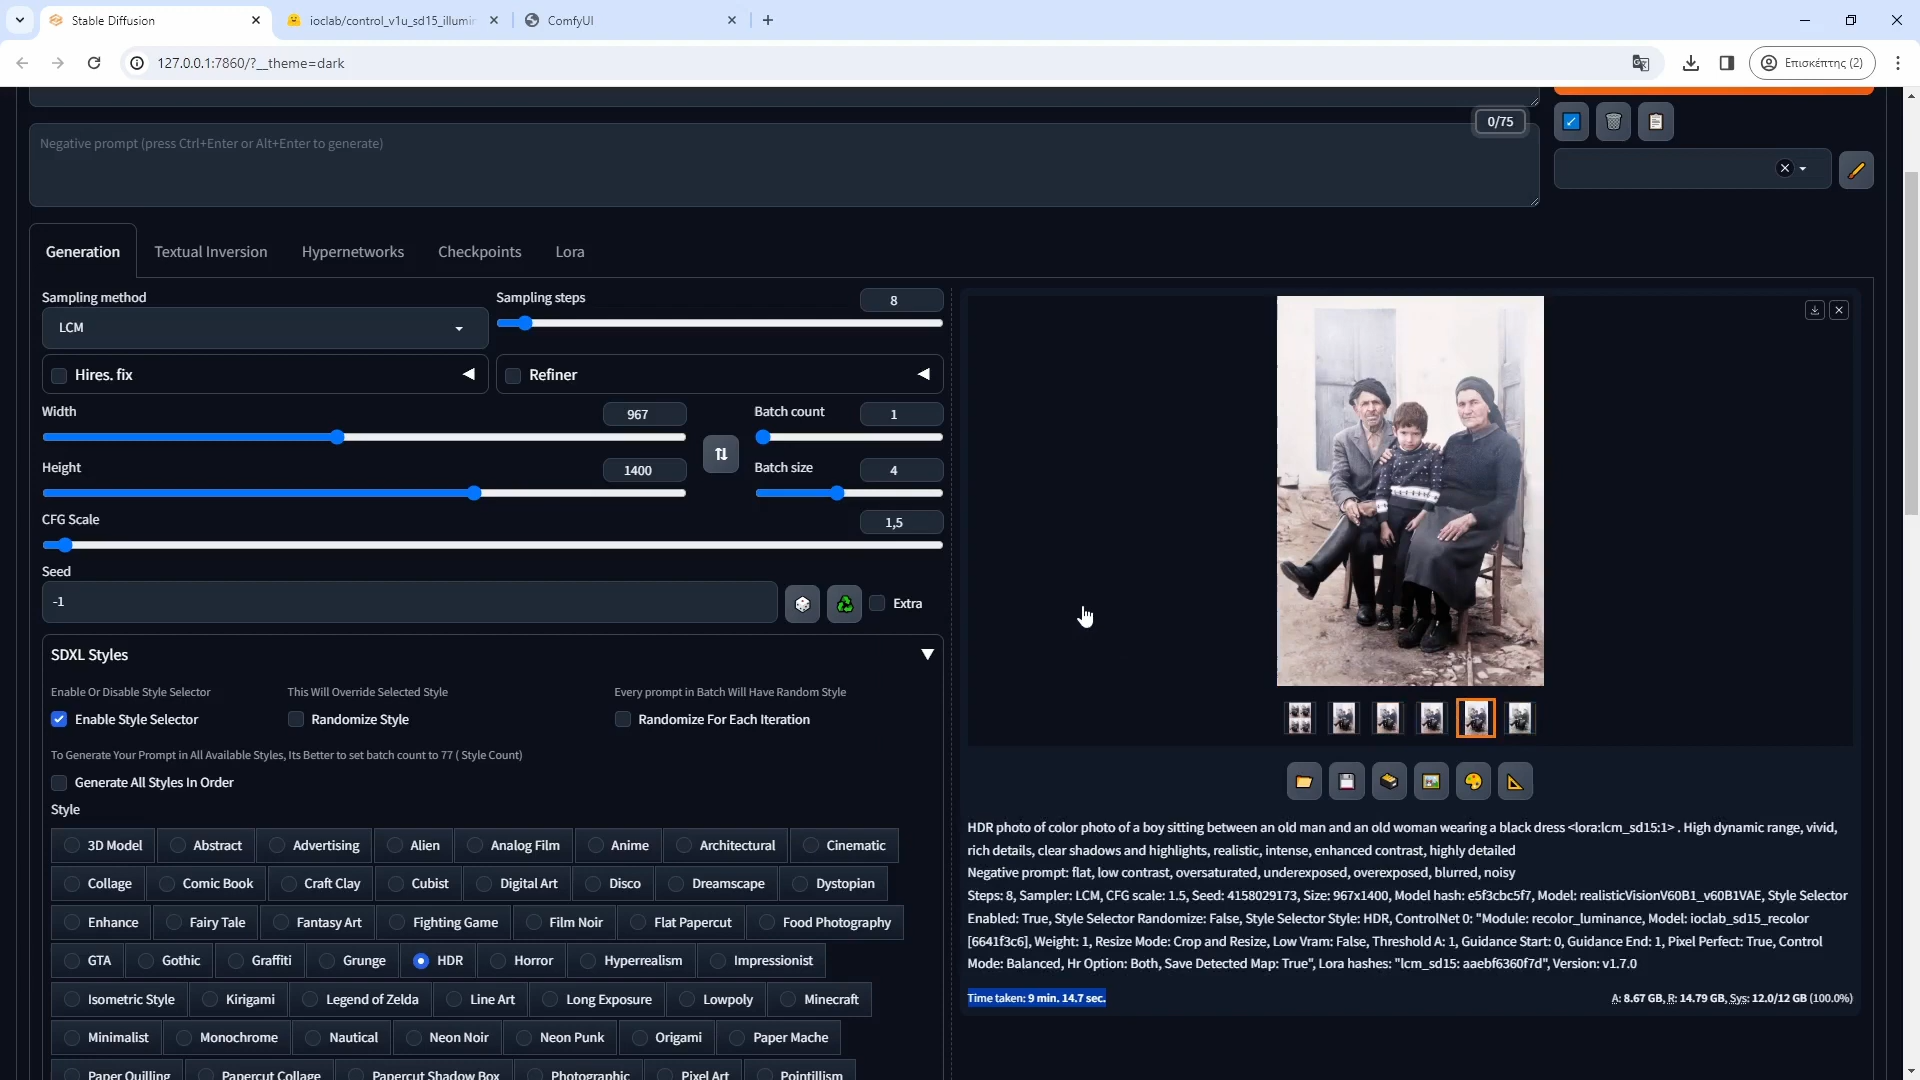 Stable Diffusion
ioclab/control_v1u_sd15_illumin
ComfyUI
127.0.0.1:7860/?__theme=dark
Επισκέπτης (2)
0/75
Negative prompt (press Ctrl+Enter or Alt+Enter to generate)
Generation Textual Inversion Hypernetworks Checkpoints Lora
Sampling method
LCM
Sampling steps
8
Hires. fix
Refiner
Width
967
Batch count
1
Height
1400
Batch size
4
CFG Scale
1,5
Seed
-1
Extra
SDXL Styles
Enable Or Disable Style Selector
This Will Override Selected Style
Every prompt in Batch Will Have Random Style
Enable Style Selector
Randomize Style
Randomize For Each Iteration
To Generate Your Prompt in All Available Styles, Its Better to set batch count to 77 ( Style Count)
Generate All Styles In Order
Style
3D Model Abstract Advertising Alien Analog Film Anime Architectural Cinematic
Collage Comic Book Craft Clay Cubist Digital Art Disco Dreamscape Dystopian
Enhance Fairy Tale Fantasy Art Fighting Game Film Noir Flat Papercut Food Photography
GTA Gothic Graffiti Grunge HDR Horror Hyperrealism Impressionist
Isometric Style Kirigami Legend of Zelda Line Art Long Exposure Lowpoly Minecraft
Minimalist Monochrome Nautical Neon Noir Neon Punk Origami Paper Mache
Paper Quilling Papercut Collage Papercut Shadow Box Photographic Pixel Art Pointillism
HDR photo of color photo of a boy sitting between an old man and an old woman wearing a black dress <lora:lcm_sd15:1> . High dynamic range, vivid,
rich details, clear shadows and highlights, realistic, intense, enhanced contrast, highly detailed
Negative prompt: flat, low contrast, oversaturated, underexposed, overexposed, blurred, noisy
Steps: 8, Sampler: LCM, CFG scale: 1.5, Seed: 4158029173, Size: 967x1400, Model hash: e5f3cbc5f7, Model: realisticVisionV60B1_v60B1VAE, Style Selector
Enabled: True, Style Selector Randomize: False, Style Selector Style: HDR, ControlNet 0: "Module: recolor_luminance, Model: ioclab_sd15_recolor
[6641f3c6], Weight: 1, Resize Mode: Crop and Resize, Low Vram: False, Threshold A: 1, Guidance Start: 0, Guidance End: 1, Pixel Perfect: True, Control
Mode: Balanced, Hr Option: Both, Save Detected Map: True", Lora hashes: "lcm_sd15: aaebf6360f7d", Version: v1.7.0
Time taken: 9 min. 14.7 sec.
A: 8.67 GB, R: 14.79 GB, Sys: 12.0/12 GB (100.0%)